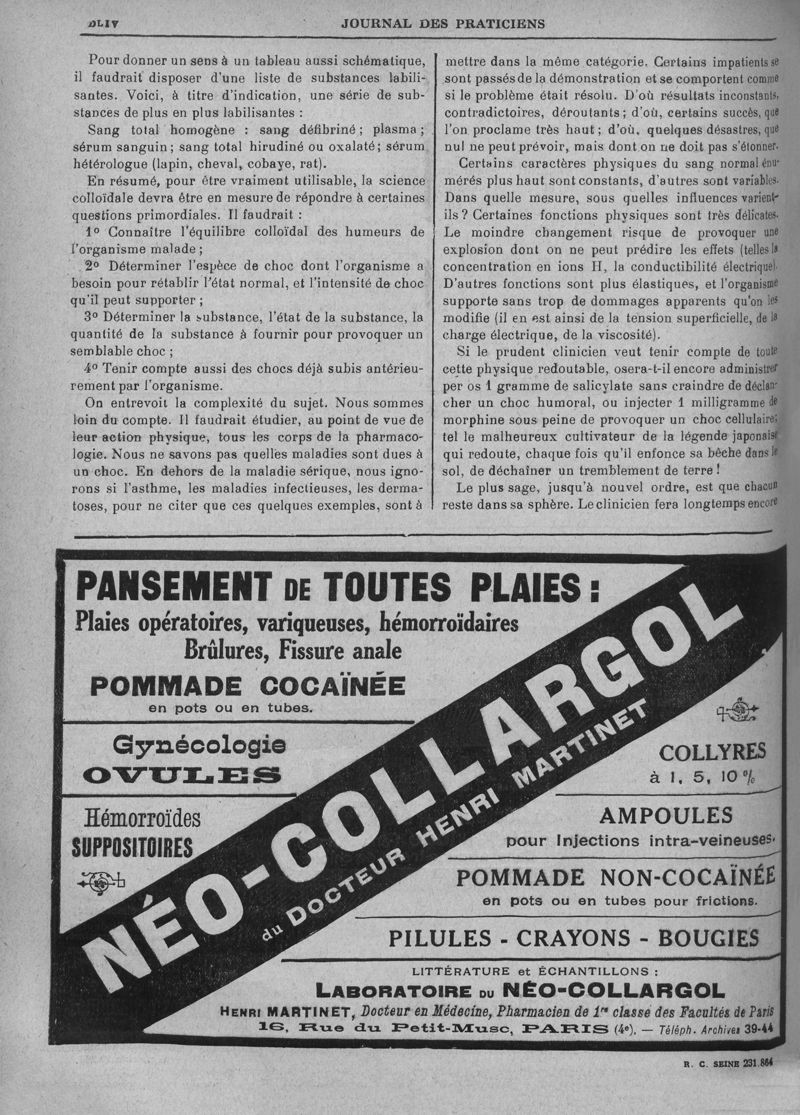 DLIV
JOURNAL DES PRATICIENS
Pour donner un sens à un tableau aussi schématique,
il faudrait disposer d'une liste de substances labili-
santes. Voici, à titre d'indication, une série de sub-
stances de plus en plus labilisantes :
Sang total homogène : sang défibriné ; plasma ;
sérum sanguin ; sang total hirudiné ou oxalaté ; sérum
hétérologue (lapin, cheval, cobaye, rat).
En résumé, pour être vraiment utilisable, la science
colloïdale devra être en mesure de répondre à certaines
questions primordiales. Il faudrait :
1º Connaître l'équilibre colloïdal des humeurs de
l'organisme malade ;
2º Déterminer l'espèce de choc dont l'organisme a
besoin pour rétablir l'état normal, et l'intensité de choc
qu'il peut supporter ;
3º Déterminer la substance, l'état de la substance, la
quantité de la substance à fournir pour provoquer un
semblable choc ;
4º Tenir compte aussi des chocs déjà subis antérieu-
rement par l'organisme.
On entrevoit la complexité du sujet. Nous sommes
loin du compte. Il faudrait étudier, au point de vue de
leur action physique, tous les corps de la pharmaco-
logie. Nous ne savons pas quelles maladies sont dues à
un choc. En dehors de la maladie sérique, nous igno-
rons si l'asthme, les maladies infectieuses, les derma-
toses, pour ne citer que ces quelques exemples, sont à
mettre dans la même catégorie. Certains impatients se
sont passés de la démonstration et se comportent comme
si le problème était résolu. D'où résultats inconstants,
contradictoires, déroutants ; d'où, certains succès, que
l'on proclame très haut ; d'où, quelques désastres, que
nul ne peut prévoir, mais dont on ne doit pas s'étonner.
Certains caractères physiques du sang normal énu-
mérés plus haut sont constants, d'autres sont variables.
Dans quelle mesure, sous quelles influences varient-
ils ? Certaines fonctions physiques sont très délicates.
Le moindre changement risque de provoquer une
explosion dont on ne peut prédire les effets (telles la
concentration en ions H, la conductibilité électrique).
D'autres fonctions sont plus élastiques, et l'organisme
supporte sans trop de dommages apparents qu'on les
modifie (il en est ainsi de la tension superficielle, de la
charge électrique, de la viscosité).
Si le prudent clinicien veut tenir compte de toute
cette physique redoutable, osera-t-il encore administrer
per os 1 gramme de salicylate sans craindre de déclan-
cher un choc humoral, ou injecter 1 milligramme de
morphine sous peine de provoquer un choc cellulaire;
tel le malheureux cultivateur de la légende japonaise
qui redoute, chaque fois qu'il enfonce sa bêche dans le
sol, de déchaîner un tremblement de terre !
Le plus sage, jusqu'à nouvel ordre, est que chacun
reste dans sa sphère. Le clinicien fera longtemps encore
PANSEMENT DE TOUTES PLAIES :
Plaies opératoires, variqueuses, hémorroïdaires
Brûlures, Fissure anale
POMMADE COCAÏNÉE
en pots ou en tubes.
Gynécologie
OVULES
Hémorroïdes
SUPPOSITOIRES
NÉO-COLLARGOL
du DOCTEUR HENRI MARTINET
COLLYRES
à 1, 5, 10 %
AMPOULES
pour Injections intra-veineuses.
POMMADE NON-COCAÏNÉE
en pots ou en tubes pour frictions.
PILULES - CRAYONS - BOUGIES
LITTÉRATURE et ÉCHANTILLONS :
LABORATOIRE DU NÉO-COLLARGOL
HENRI MARTINET, Docteur en Médecine, Pharmacien de 1re classe des Facultés de Paris
16, Rue du Petit-Musc, PARIS (4e). — Téléph. Archives 39-44
R. C. SEINE 231.864